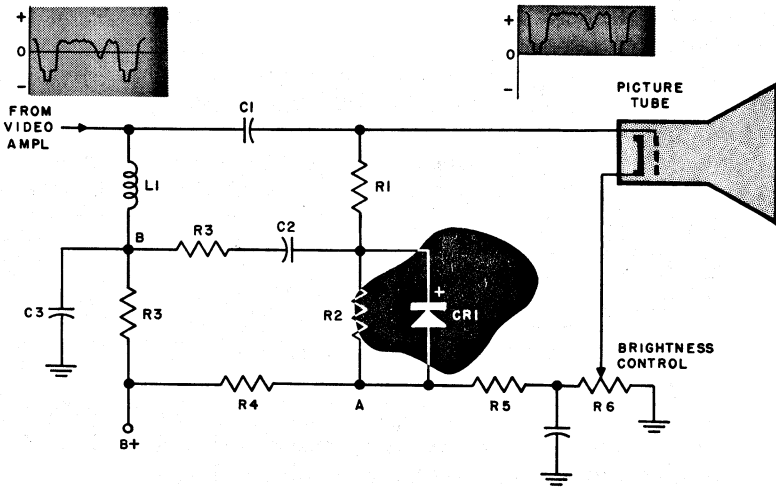 +
0
−
+
0
−
PICTURE
TUBE
FROM
VIDEO
AMPL
C1
L1
R1
B
R3
C2
C3
R3
R2
+
CR1
BRIGHTNESS
CONTROL
R4
A
R5
R6
B+